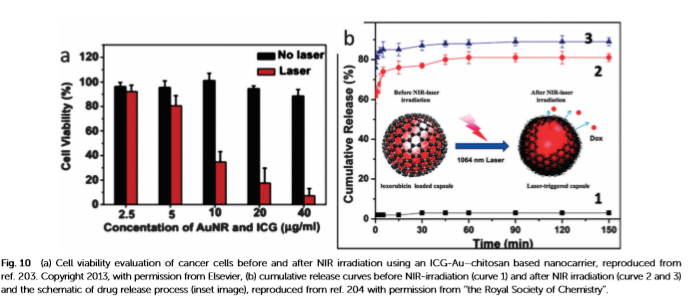 a
No laser
Laser
120
100
80
60
40
20
0
Cell Viability (%)
2.5 5 10 20 40
Concentation of AuNR and ICG (μg/ml)
b
3
2
80
60
40
20
0
Cumulative Release (%)
Before NIR-laser
irradiation
After NIR-laser
irradiation
1064 nm Laser
Dox
Doxorubicin loaded capsule
Laser-triggered capsule
1
0 30 60 90 120 150
Time (min)
Fig. 10 (a) Cell viability evaluation of cancer cells before and after NIR irradiation using an ICG-Au–chitosan based nanocarrier, reproduced from
ref. 203. Copyright 2013, with permission from Elsevier, (b) cumulative release curves before NIR-irradiation (curve 1) and after NIR irradiation (curve 2 and 3)
and the schematic of drug release process (inset image), reproduced from ref. 204 with permission from "the Royal Society of Chemistry".